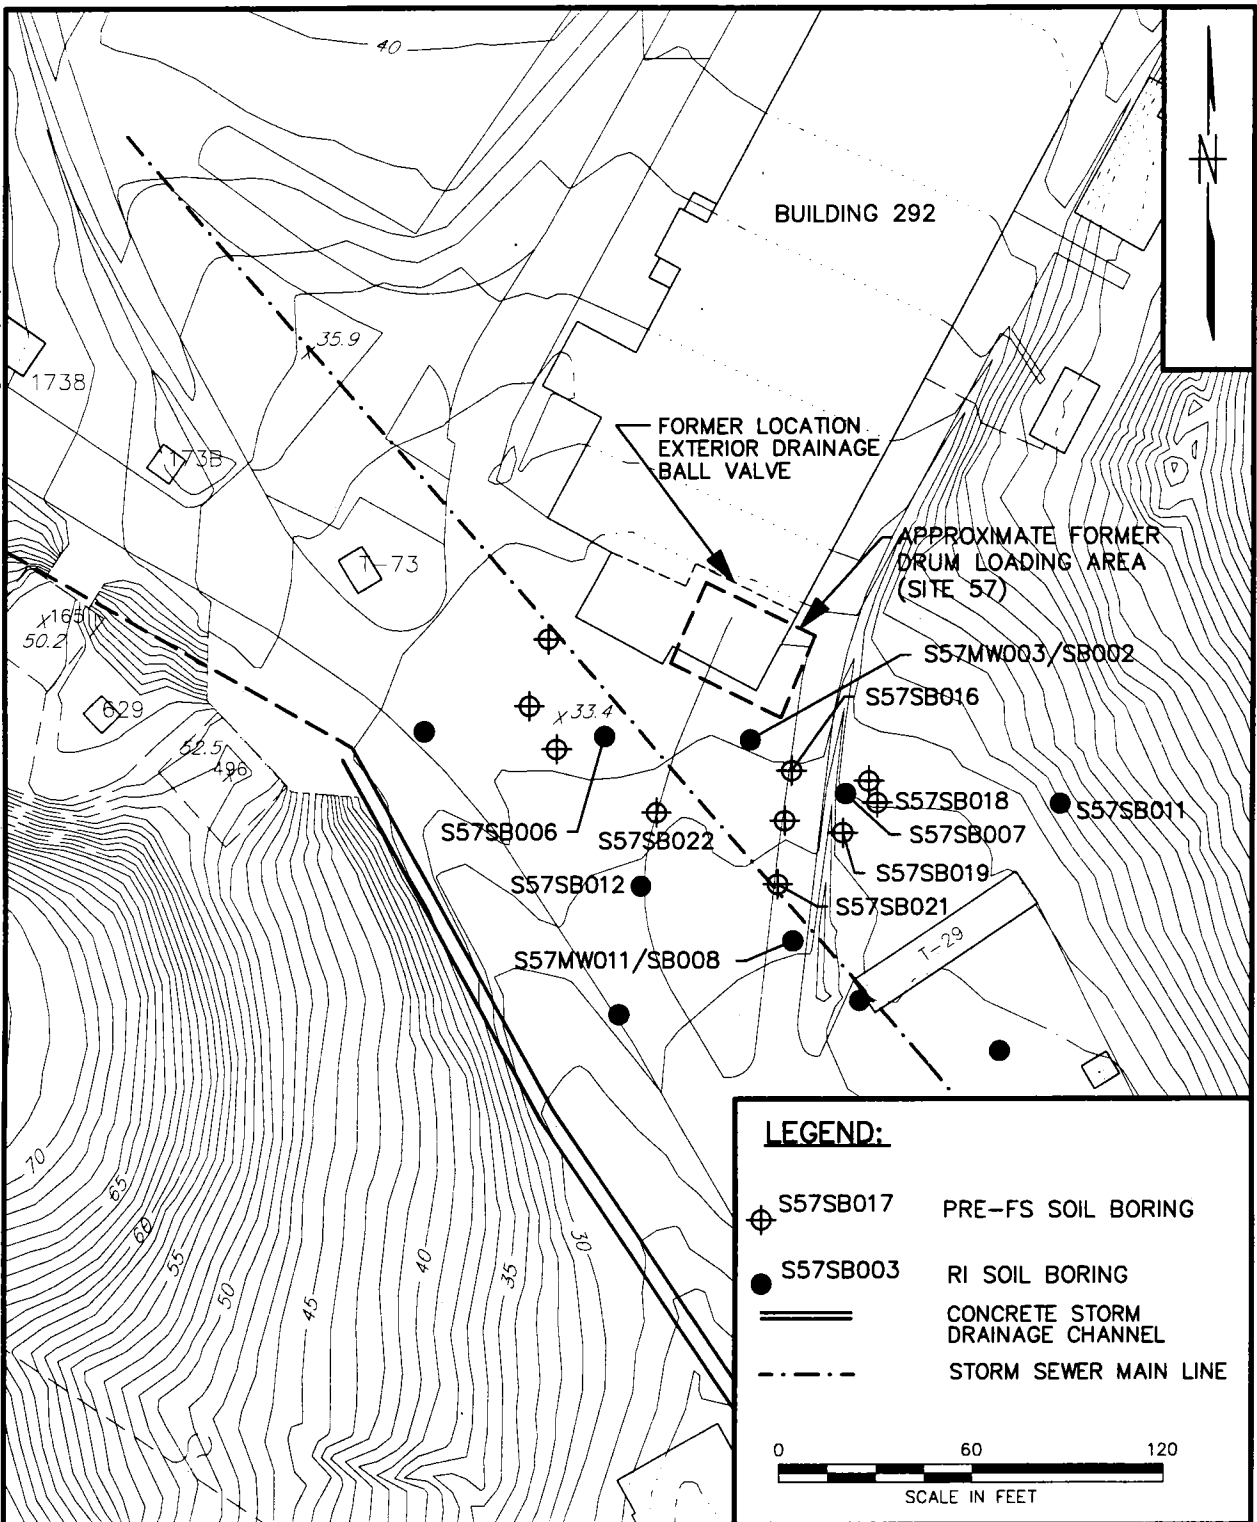 40
N
BUILDING 292
35.9
173B
FORMER LOCATION
EXTERIOR DRAINAGE
BALL VALVE
173B
APPROXIMATE FORMER
DRUM LOADING AREA
(SITE 57)
T-73
165
50.2
S57MW003/SB002
S57SB016
629
33.4
52.5
496
S57SB018
S57SB011
S57SB006
S57SB022
S57SB007
S57SB019
S57SB012
S57SB021
T-29
S57MW011/SB008
LEGEND:
70
65
60
55
50
45
40
35
30
S57SB017 PRE-FS SOIL BORING
S57SB003 RI SOIL BORING
CONCRETE STORM
DRAINAGE CHANNEL
STORM SEWER MAIN LINE
0 60 120
SCALE IN FEET